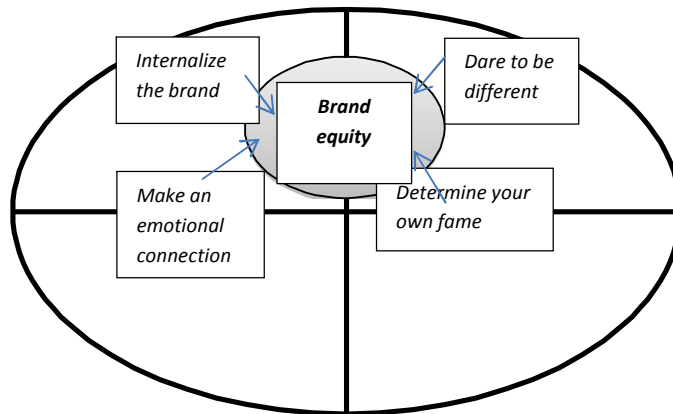 Internalize
the brand
Dare to be
different
Brand
equity
Make an
emotional
connection
Determine your
own fame